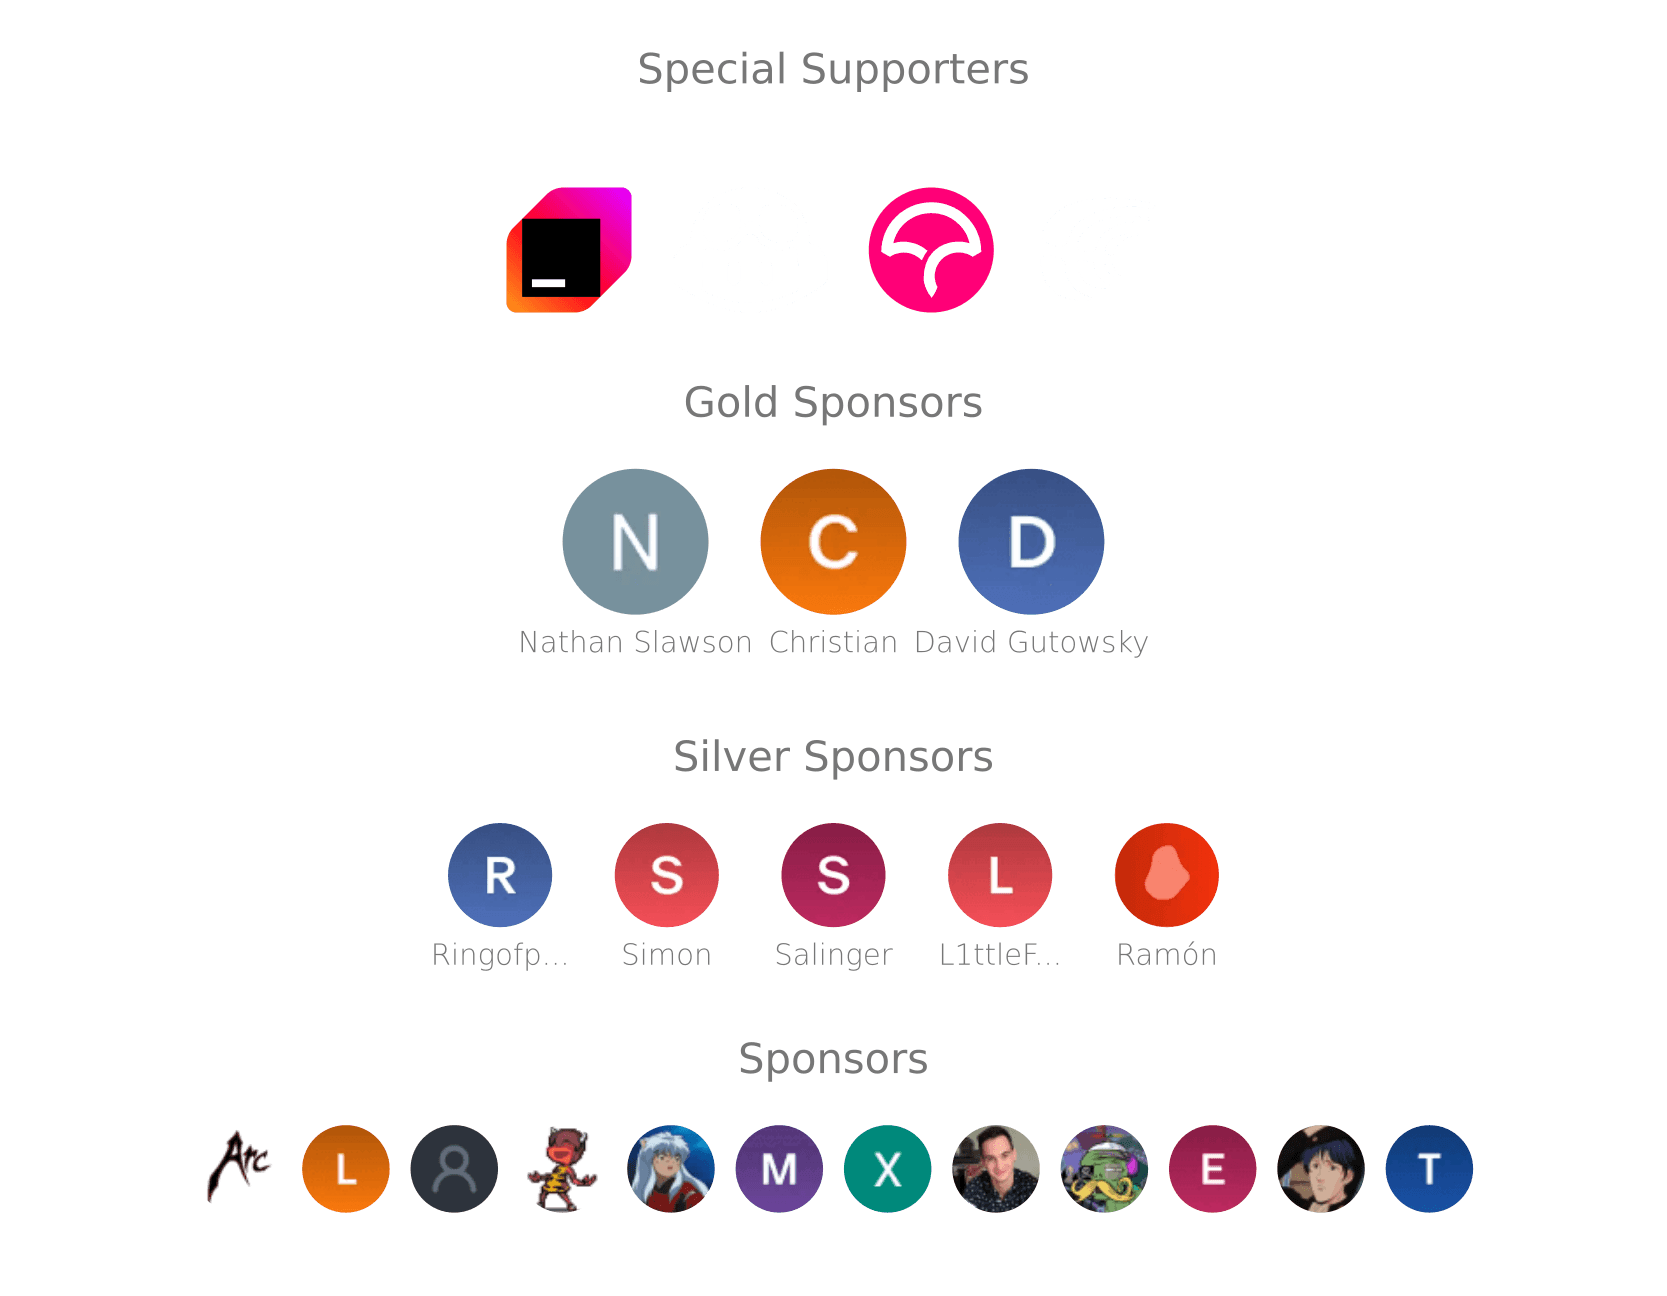 Special Supporters
Gold Sponsors
N C D
Nathan Slawson Christian David Gutowsky
Silver Sponsors
R S S L
Ringofp... Simon Salinger L1ttleF... Ramón
Sponsors
Arc L M X E T